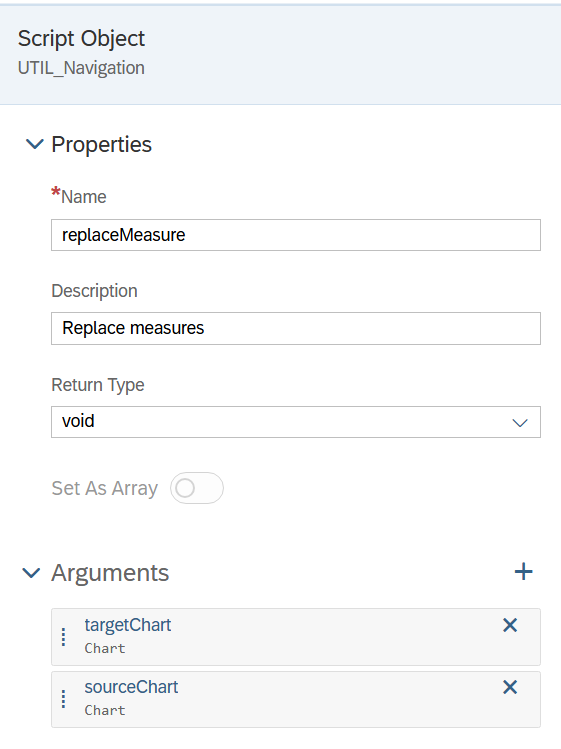 Script Object
UTIL_Navigation
Properties
*Name
replaceMeasure
Description
Replace measures
Return Type
void
Set As Array
Arguments
targetChart
Chart
sourceChart
Chart